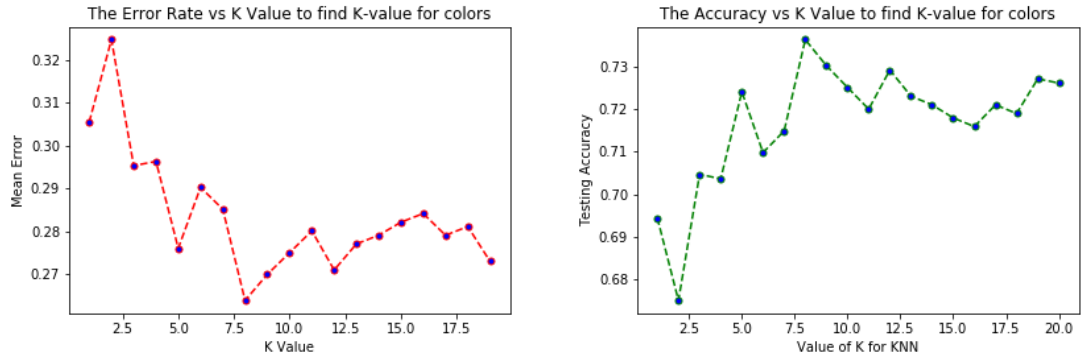 The Error Rate vs K Value to find K-value for colors
Mean Error
0.32
0.31
0.30
0.29
0.28
0.27
2.5 5.0 7.5 10.0 12.5 15.0 17.5
K Value
The Accuracy vs K Value to find K-value for colors
Testing Accuracy
0.73
0.72
0.71
0.70
0.69
0.68
2.5 5.0 7.5 10.0 12.5 15.0 17.5 20.0
Value of K for KNN